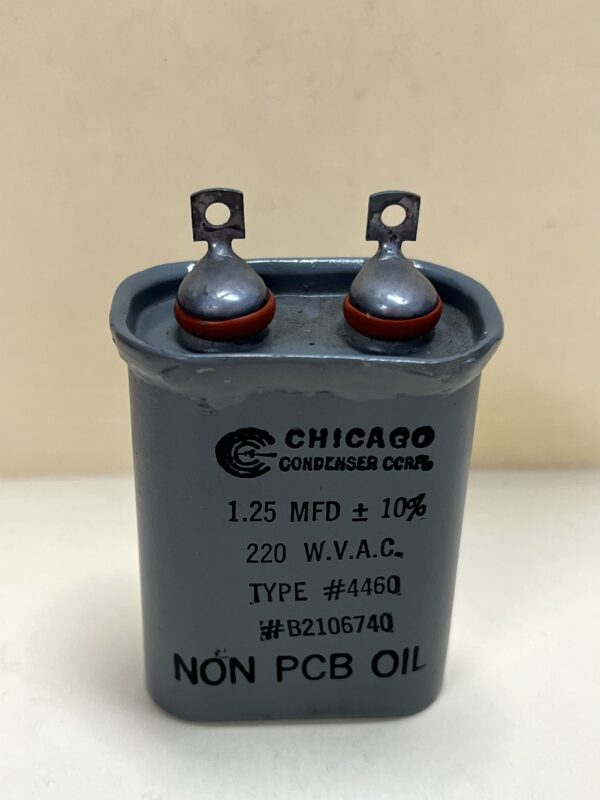 CHICAGO
CONDENSER CORP.
1.25 MFD ± 10%
220 W.V.A.C.
TYPE #4460
#B2106740
NON PCB OIL